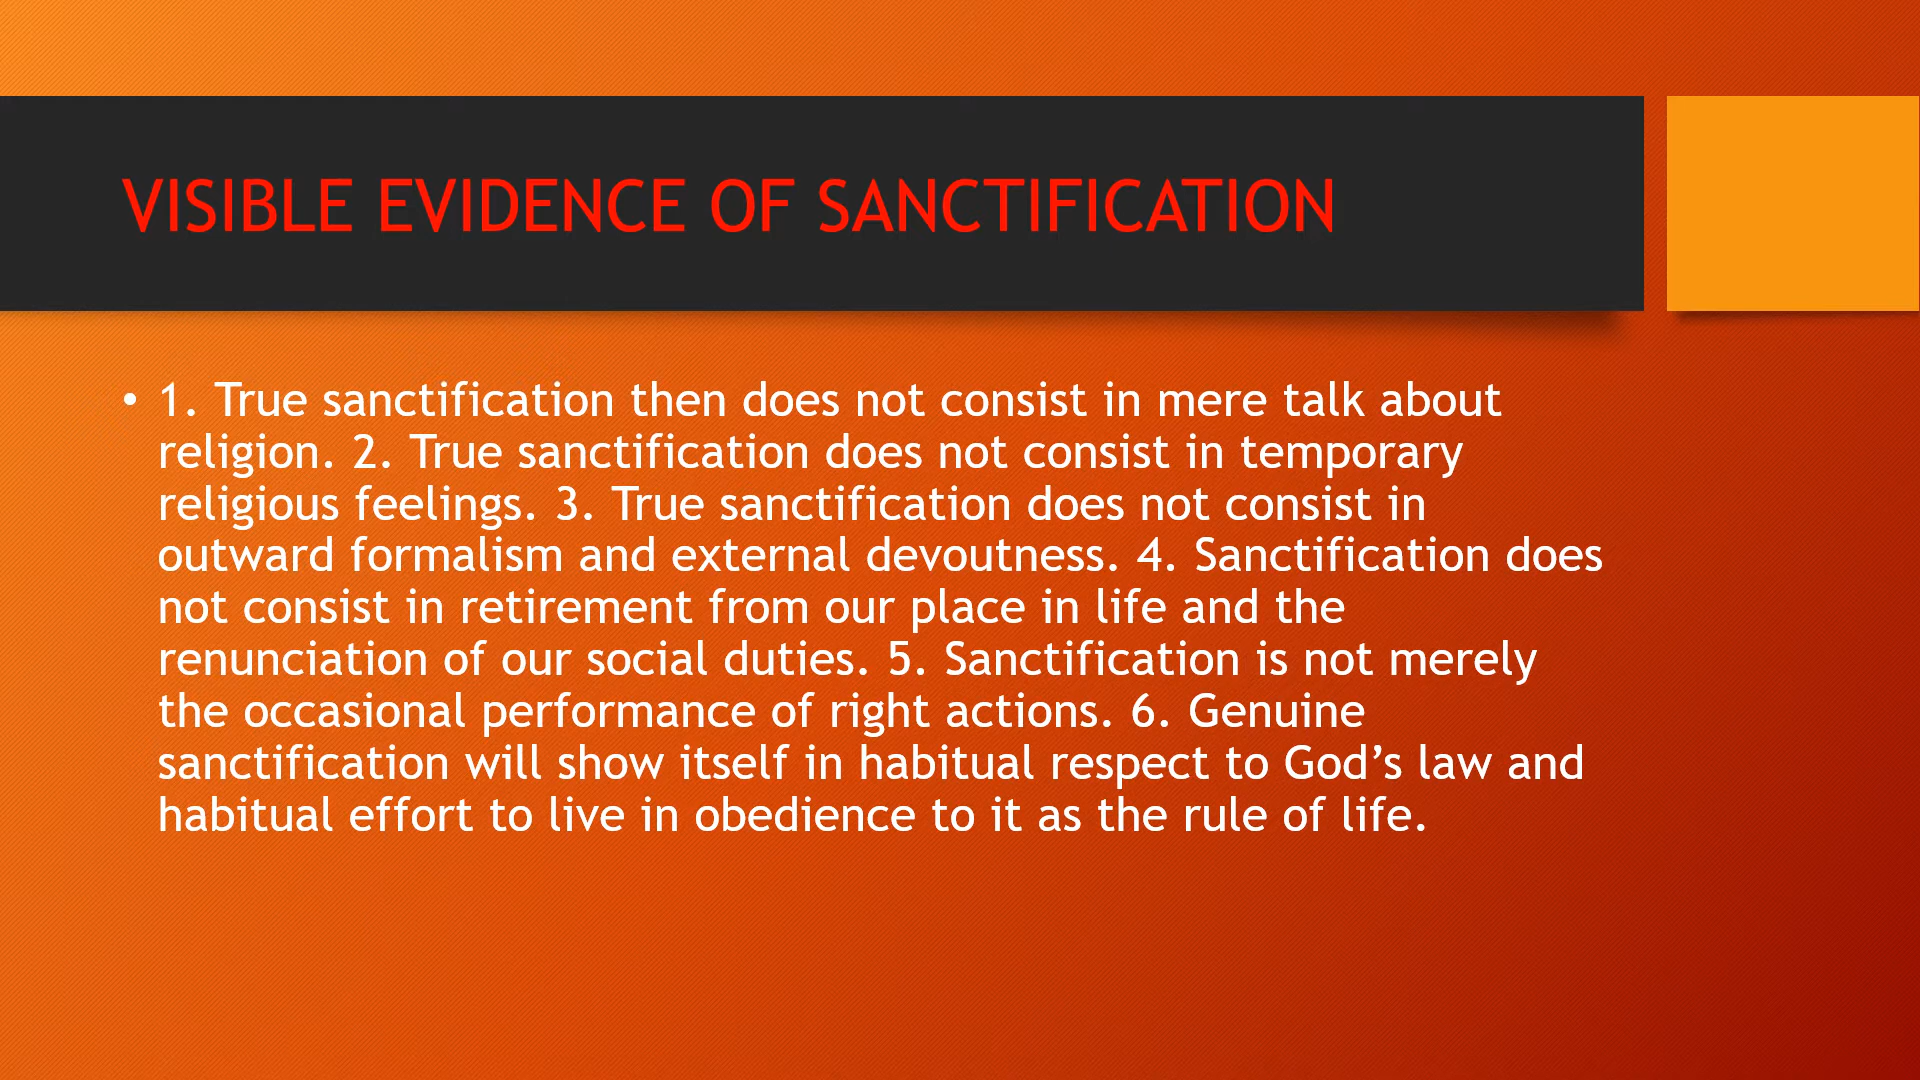 VISIBLE EVIDENCE OF SANCTIFICATION
• 1. True sanctification then does not consist in mere talk about
religion. 2. True sanctification does not consist in temporary
religious feelings. 3. True sanctification does not consist in
outward formalism and external devoutness. 4. Sanctification does
not consist in retirement from our place in life and the
renunciation of our social duties. 5. Sanctification is not merely
the occasional performance of right actions. 6. Genuine
sanctification will show itself in habitual respect to God’s law and
habitual effort to live in obedience to it as the rule of life.